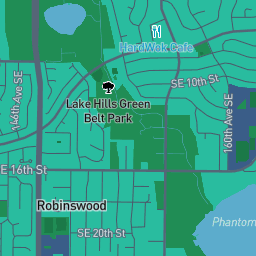 HardWok Cafe
SE 10th St
Lake Hills Green
Belt Park
146th Ave SE
160th Ave SE
E 16th St
Robinswood
Phantom
SE 20th St